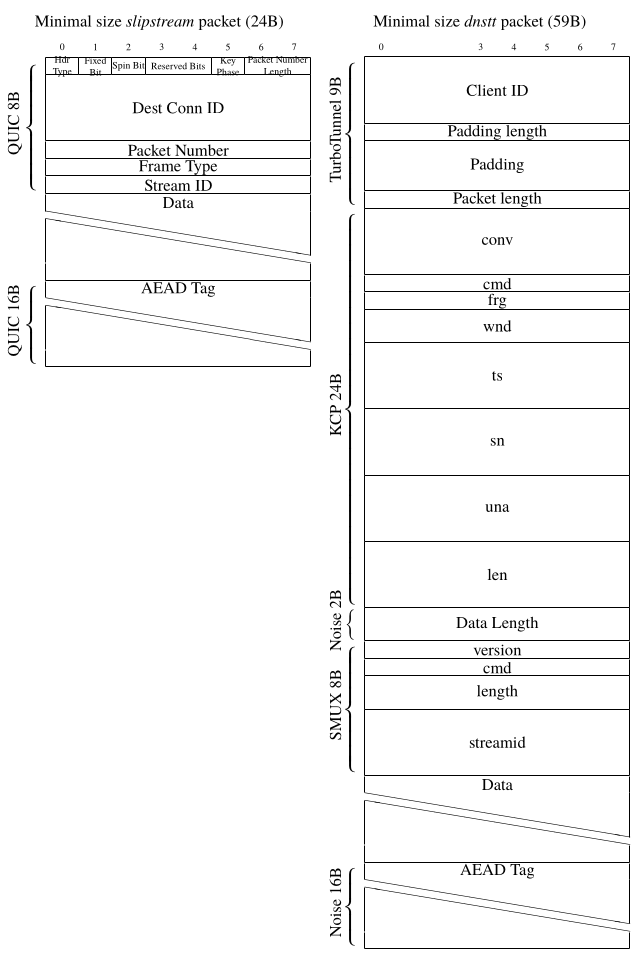 Minimal size slipstream packet (24B)
0 1 2 3 4 5 6 7
Hdr Type
Fixed Bit
Spin Bit
Reserved Bits
Key Phase
Packet Number Length
QUIC 8B
Dest Conn ID
Packet Number
Frame Type
Stream ID
Data
QUIC 16B
AEAD Tag
Minimal size dnstt packet (59B)
0 3 4 5 6 7
TurboTunnel 9B
Client ID
Padding length
Padding
Packet length
KCP 24B
conv
cmd
frg
wnd
ts
sn
una
len
Noise 2B
Data Length
SMUX 8B
version
cmd
length
streamid
Data
Noise 16B
AEAD Tag